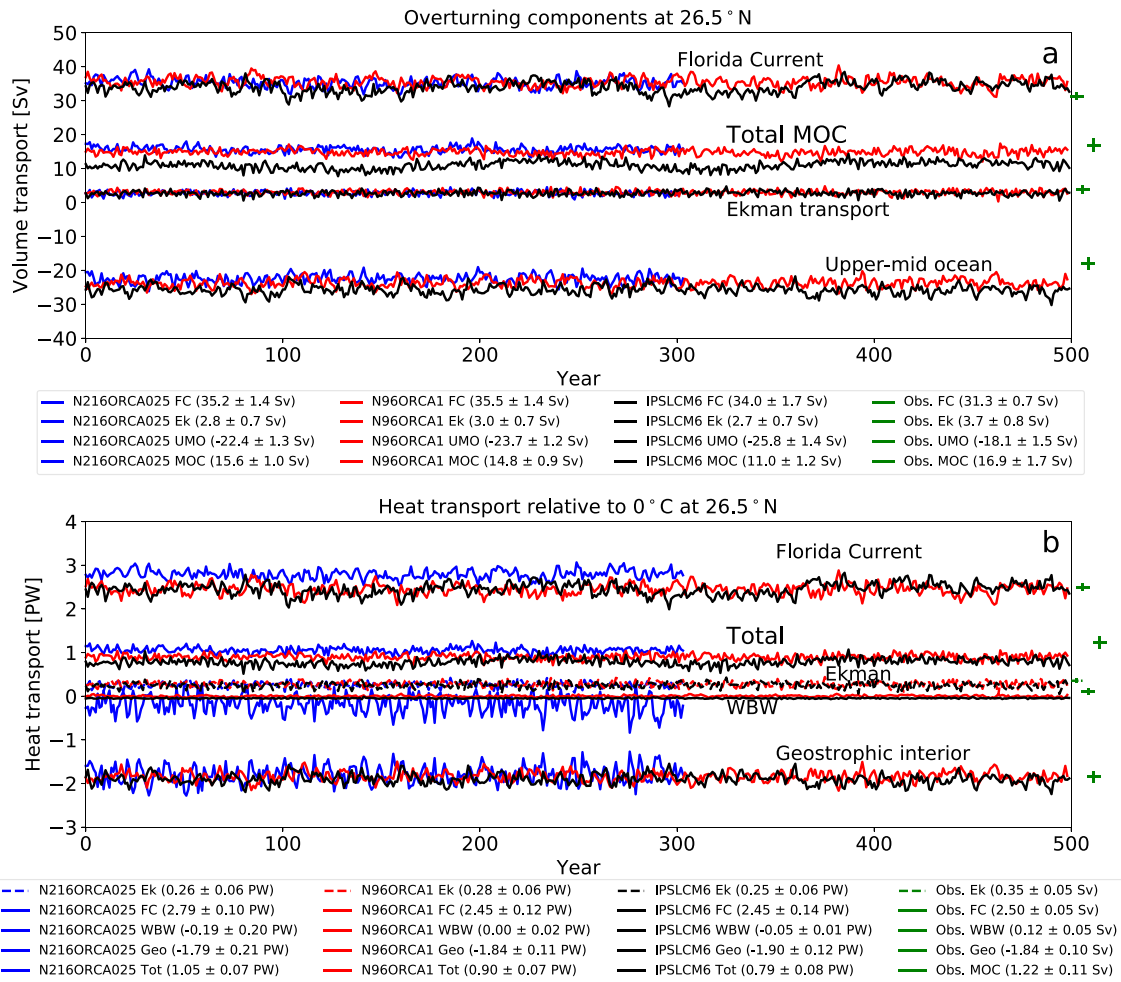 Overturning components at 26.5°N
a
Volume transport [Sv]
50
40
30
20
10
0
−10
−20
−30
−40
Florida Current
Total MOC
Ekman transport
Upper-mid ocean
0 100 200 300 400 500
Year
N216ORCA025 FC (35.2 ± 1.4 Sv) N96ORCA1 FC (35.5 ± 1.4 Sv) IPSLCM6 FC (34.0 ± 1.7 Sv) Obs. FC (31.3 ± 0.7 Sv)
N216ORCA025 Ek (2.8 ± 0.7 Sv) N96ORCA1 Ek (3.0 ± 0.7 Sv) IPSLCM6 Ek (2.7 ± 0.7 Sv) Obs. Ek (3.7 ± 0.8 Sv)
N216ORCA025 UMO (-22.4 ± 1.3 Sv) N96ORCA1 UMO (-23.7 ± 1.2 Sv) IPSLCM6 UMO (-25.8 ± 1.4 Sv) Obs. UMO (-18.1 ± 1.5 Sv)
N216ORCA025 MOC (15.6 ± 1.0 Sv) N96ORCA1 MOC (14.8 ± 0.9 Sv) IPSLCM6 MOC (11.0 ± 1.2 Sv) Obs. MOC (16.9 ± 1.7 Sv)
Heat transport relative to 0°C at 26.5°N
b
Heat transport [PW]
4
3
2
1
0
−1
−2
−3
Florida Current
Total
Ekman
WBW
Geostrophic interior
0 100 200 300 400 500
Year
N216ORCA025 Ek (0.26 ± 0.06 PW) N96ORCA1 Ek (0.28 ± 0.06 PW) IPSLCM6 Ek (0.25 ± 0.06 PW) Obs. Ek (0.35 ± 0.05 Sv)
N216ORCA025 FC (2.79 ± 0.10 PW) N96ORCA1 FC (2.45 ± 0.12 PW) IPSLCM6 FC (2.45 ± 0.14 PW) Obs. FC (2.50 ± 0.05 Sv)
N216ORCA025 WBW (-0.19 ± 0.20 PW) N96ORCA1 WBW (0.00 ± 0.02 PW) IPSLCM6 WBW (-0.05 ± 0.01 PW) Obs. WBW (0.12 ± 0.05 Sv)
N216ORCA025 Geo (-1.79 ± 0.21 PW) N96ORCA1 Geo (-1.84 ± 0.11 PW) IPSLCM6 Geo (-1.90 ± 0.12 PW) Obs. Geo (-1.84 ± 0.10 Sv)
N216ORCA025 Tot (1.05 ± 0.07 PW) N96ORCA1 Tot (0.90 ± 0.07 PW) IPSLCM6 Tot (0.79 ± 0.08 PW) Obs. MOC (1.22 ± 0.11 Sv)